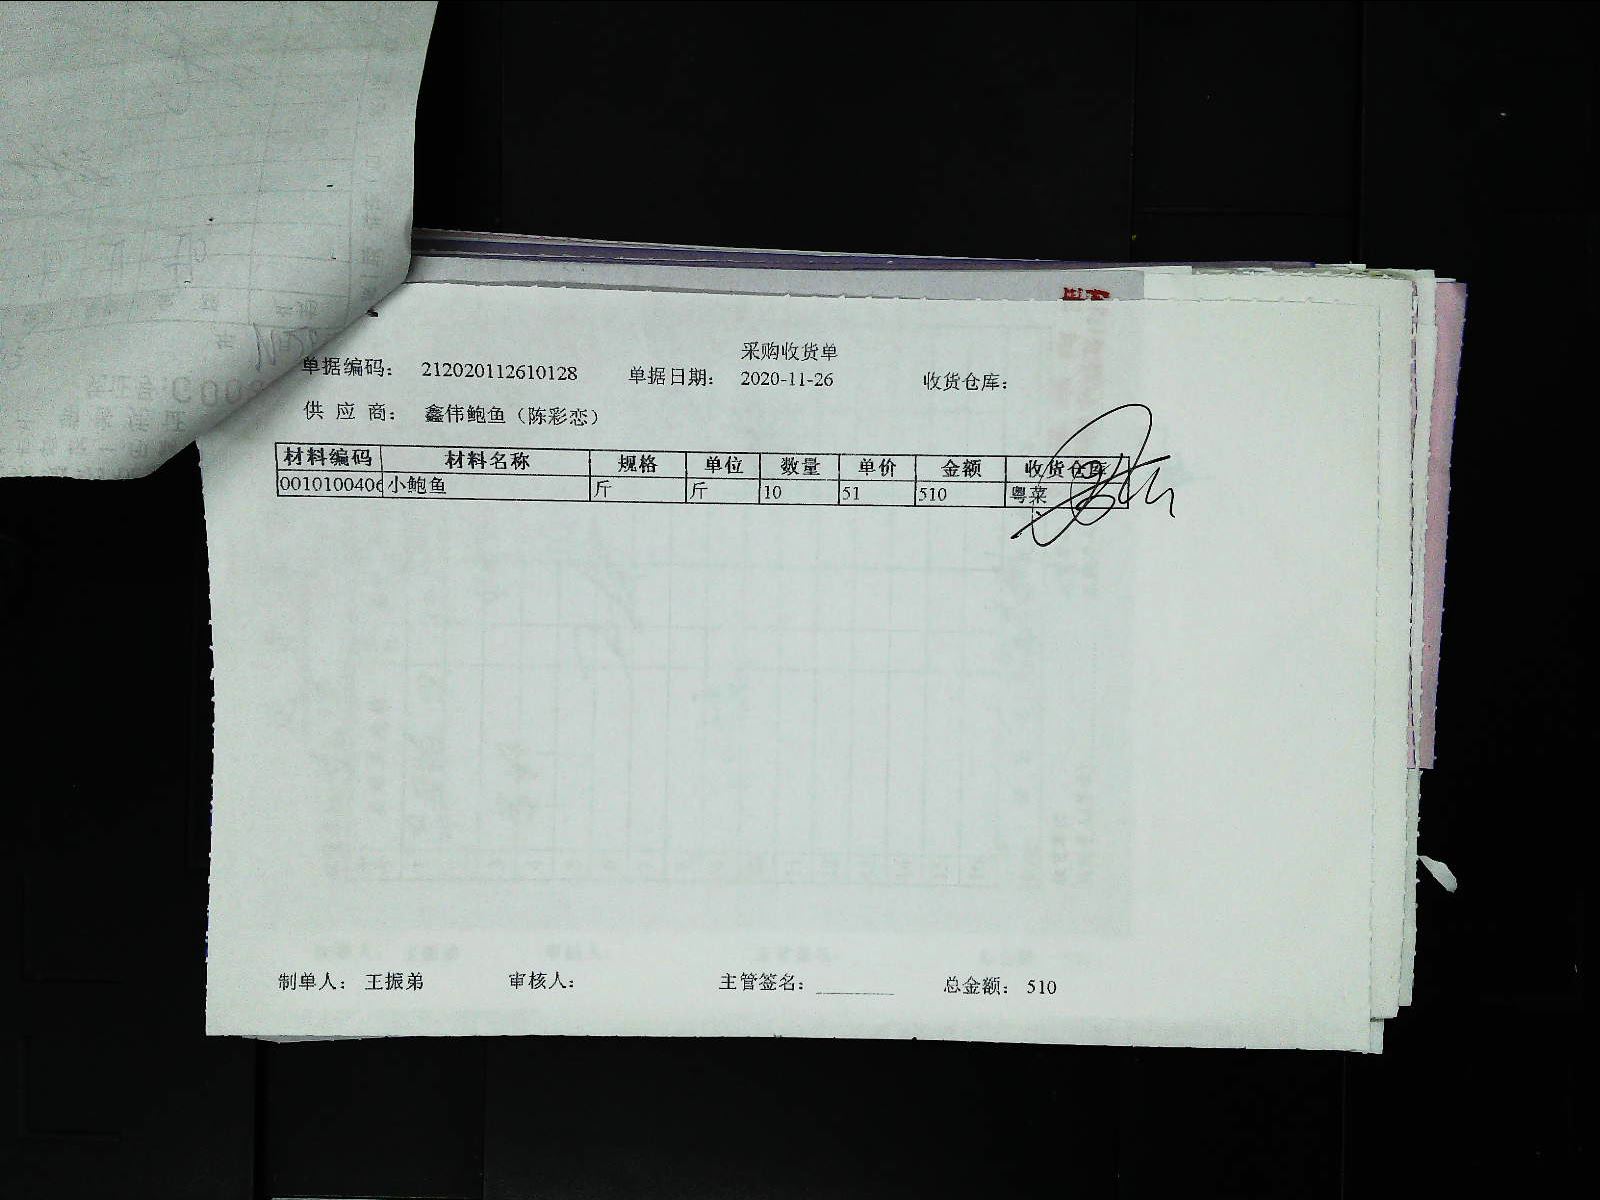 采购收货单
单据编码： 212020112610128 单据日期： 2020-11-26 收货仓库：
供 应 商： 鑫伟鲍鱼（陈彩恋）
材料编码 材料名称 规格 单位 数量 单价 金额 收货仓库
0010100406 小鲍鱼 斤 斤 10 51 510 粤菜
制单人： 王振弟 审核人： 主管签名： 总金额： 510